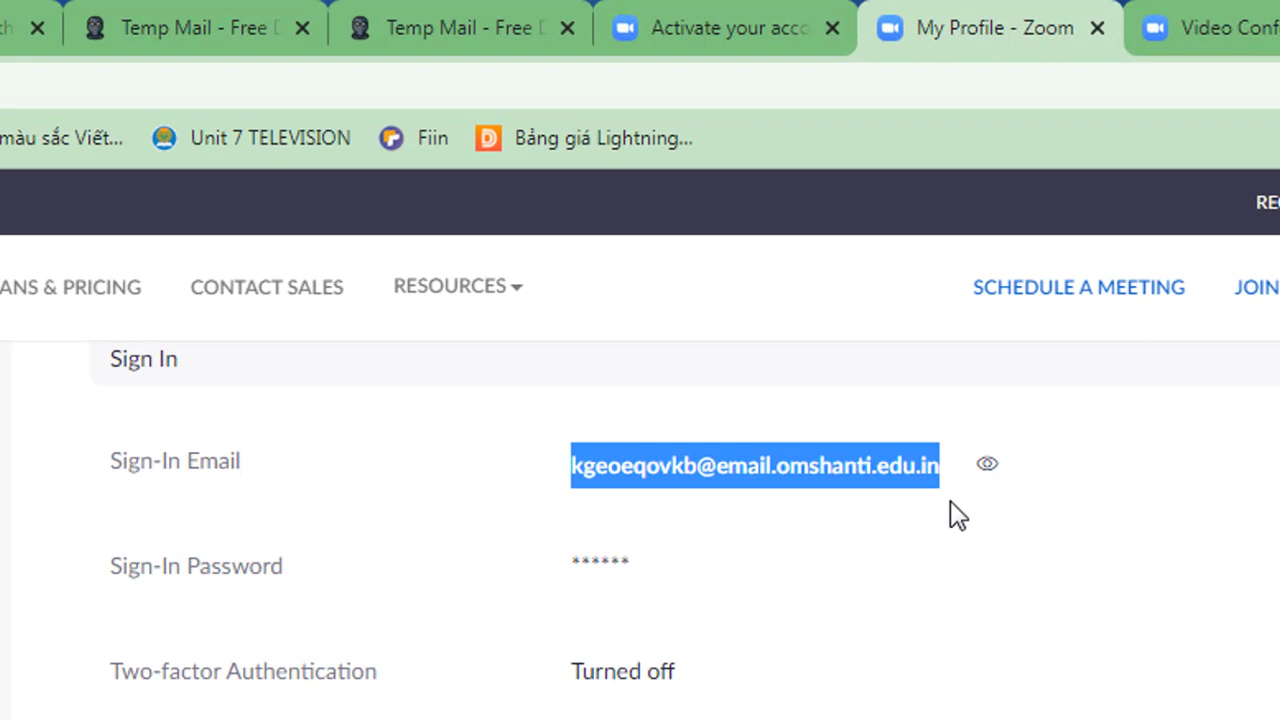 th
Temp Mail - Free D
Temp Mail - Free D
Activate your acco
My Profile - Zoom
Video Conf
màu sắc Viết...
Unit 7 TELEVISION
Fiin
Bảng giá Lightning...
REQ
ANS & PRICING
CONTACT SALES
RESOURCES
SCHEDULE A MEETING
JOIN
Sign In
Sign-In Email
kgeoeqovkb@email.omshanti.edu.in
Sign-In Password
******
Two-factor Authentication
Turned off